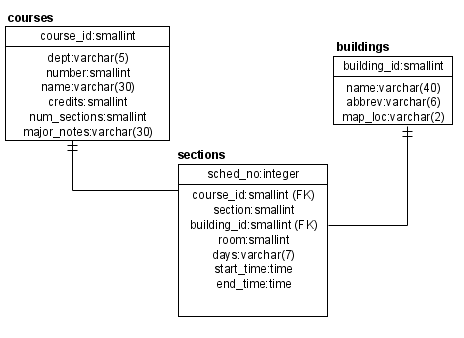 courses
course_id:smallint
dept:varchar(5)
number:smallint
name:varchar(30)
credits:smallint
num_sections:smallint
major_notes:varchar(30)
buildings
building_id:smallint
name:varchar(40)
abbrev:varchar(6)
map_loc:varchar(2)
sections
sched_no:integer
course_id:smallint (FK)
section:smallint
building_id:smallint (FK)
room:smallint
days:varchar(7)
start_time:time
end_time:time